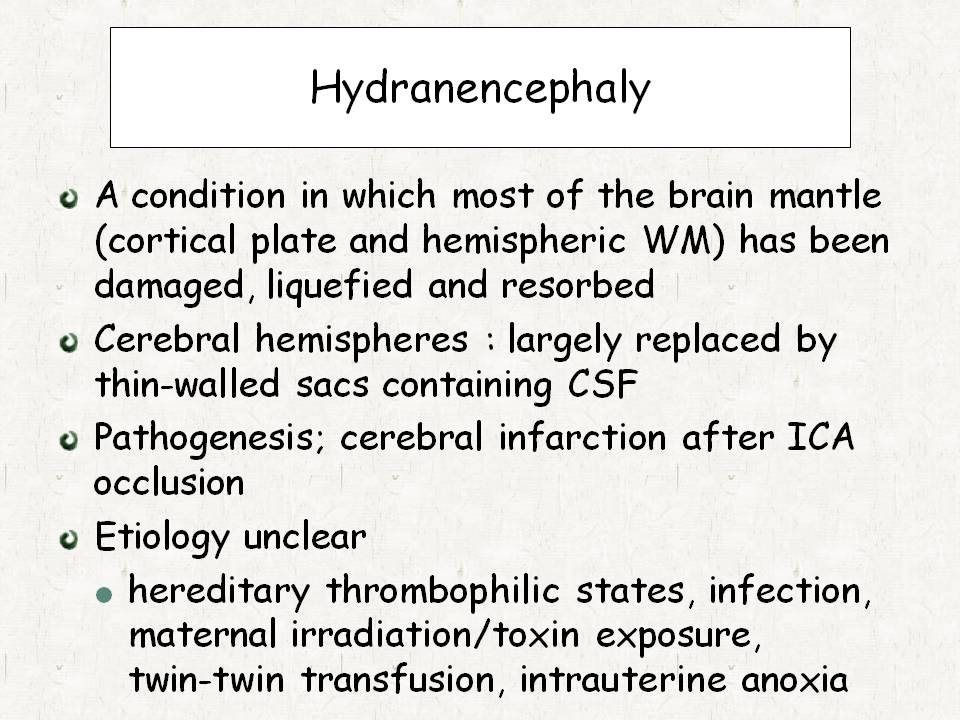 Hydranencephaly
A condition in which most of the brain mantle
(cortical plate and hemispheric WM) has been
damaged, liquefied and resorbed
Cerebral hemispheres : largely replaced by
thin-walled sacs containing CSF
Pathogenesis; cerebral infarction after ICA
occlusion
Etiology unclear
hereditary thrombophilic states, infection,
maternal irradiation/toxin exposure,
twin-twin transfusion, intrauterine anoxia